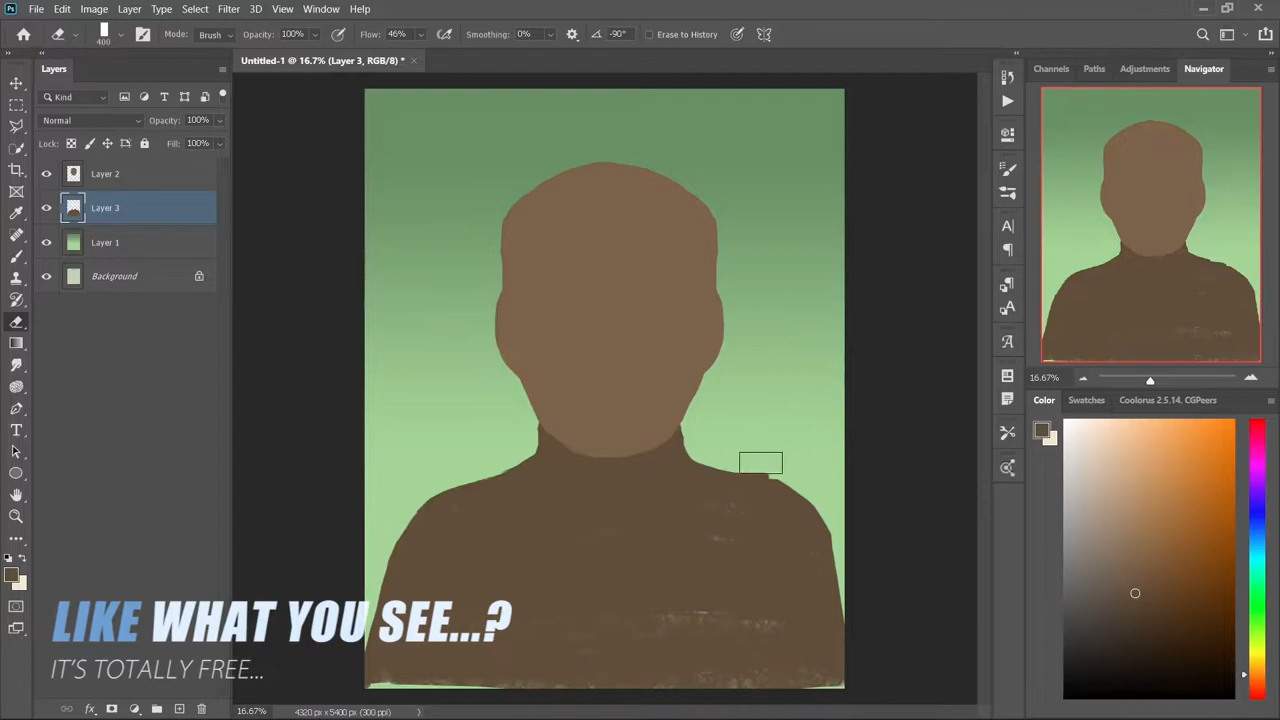 Ps File Edit Image Layer Type Select Filter 3D View Window Help
400 Mode: Brush Opacity: 100% Flow: 46% Smoothing: 0% -90° Erase to History
Untitled-1 @ 16.7% (Layer 3, RGB/8) *
Layers
Kind
Normal Opacity: 100%
Lock: Fill: 100%
Layer 2
Layer 3
Layer 1
Background
Channels Paths Adjustments Navigator
16.67%
Color Swatches Coolorus 2.5.14. CGPeers
LIKE WHAT YOU SEE...?
IT'S TOTALLY FREE...
16.67% 4320 px x 5400 px (300 ppi)